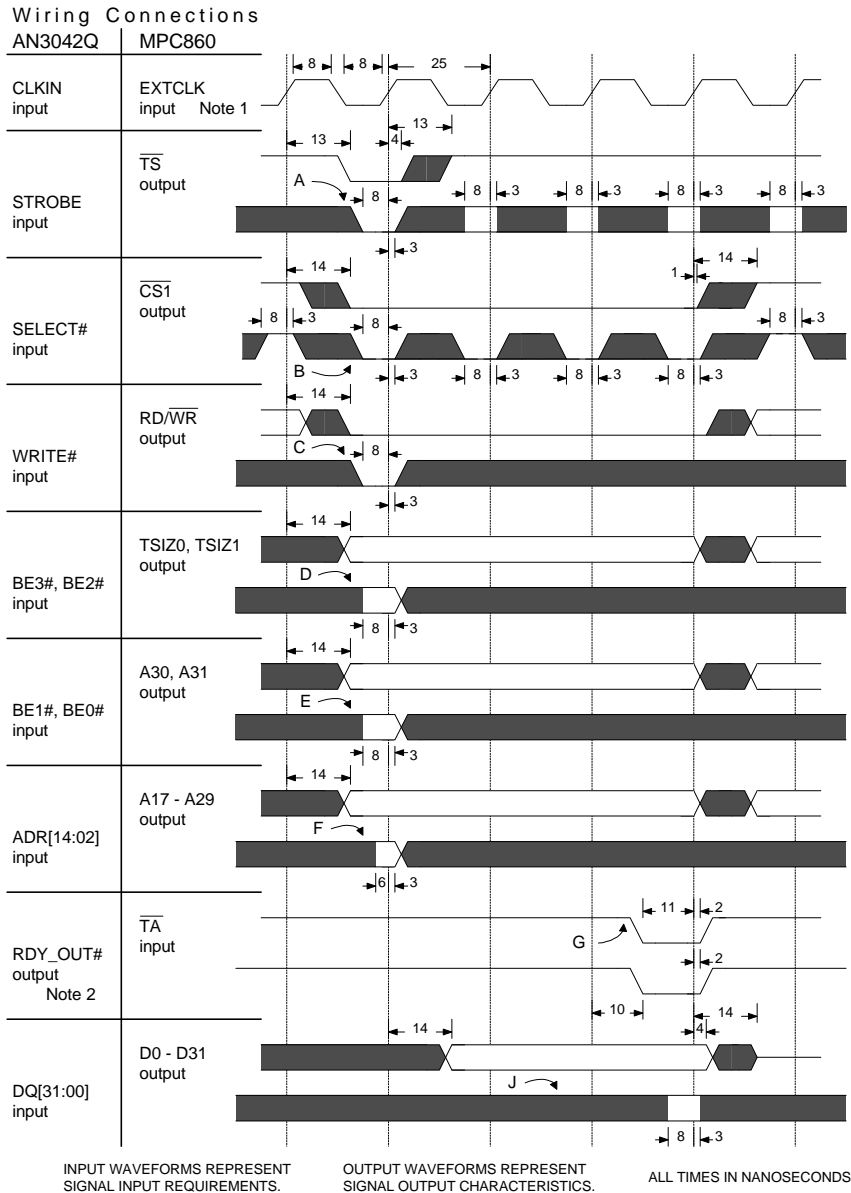 Wiring Connections
AN3042Q MPC860
8 8 25
CLKIN EXTCLK
input input Note 1
13 4 13
TS
output
A 8 8 3 8 3 8 3 8 3
STROBE
input
3
14 14
1
CS1
output
8 3 8 8 3
SELECT#
input
B 3 8 3 8 3 8 3
14
RD/WR
output
C 8
WRITE#
input
3
14
TSIZ0, TSIZ1
output
D
BE3#, BE2#
input
8 3
14
A30, A31
output
E
BE1#, BE0#
input
8 3
14
A17 - A29
output
F
ADR[14:02]
input
6 3
11 2
TA
input
G
RDY_OUT#
output
Note 2
2
10 14
14 4
D0 - D31
output
J
DQ[31:00]
input
8 3
INPUT WAVEFORMS REPRESENT
SIGNAL INPUT REQUIREMENTS.
OUTPUT WAVEFORMS REPRESENT
SIGNAL OUTPUT CHARACTERISTICS.
ALL TIMES IN NANOSECONDS